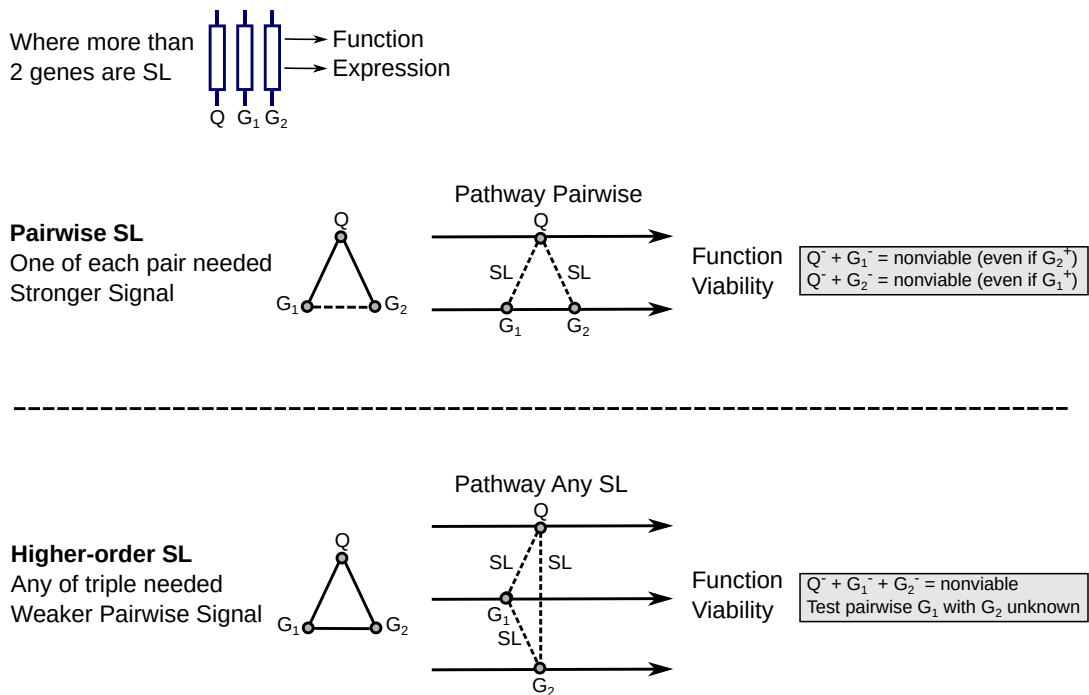 Where more than
2 genes are SL
Function
Expression
Q G₁ G₂
Pathway Pairwise
Pairwise SL
One of each pair needed
Stronger Signal
Q
G₁ G₂
Q
SL SL
G₁ G₂
Function
Viability
Q⁻ + G₁⁻ = nonviable (even if G₂⁺)
Q⁻ + G₂⁻ = nonviable (even if G₁⁺)
Pathway Any SL
Higher-order SL
Any of triple needed
Weaker Pairwise Signal
Q
G₁ G₂
Q
SL SL
G₁
SL
G₂
Function
Viability
Q⁻ + G₁⁻ + G₂⁻ = nonviable
Test pairwise G₁ with G₂ unknown